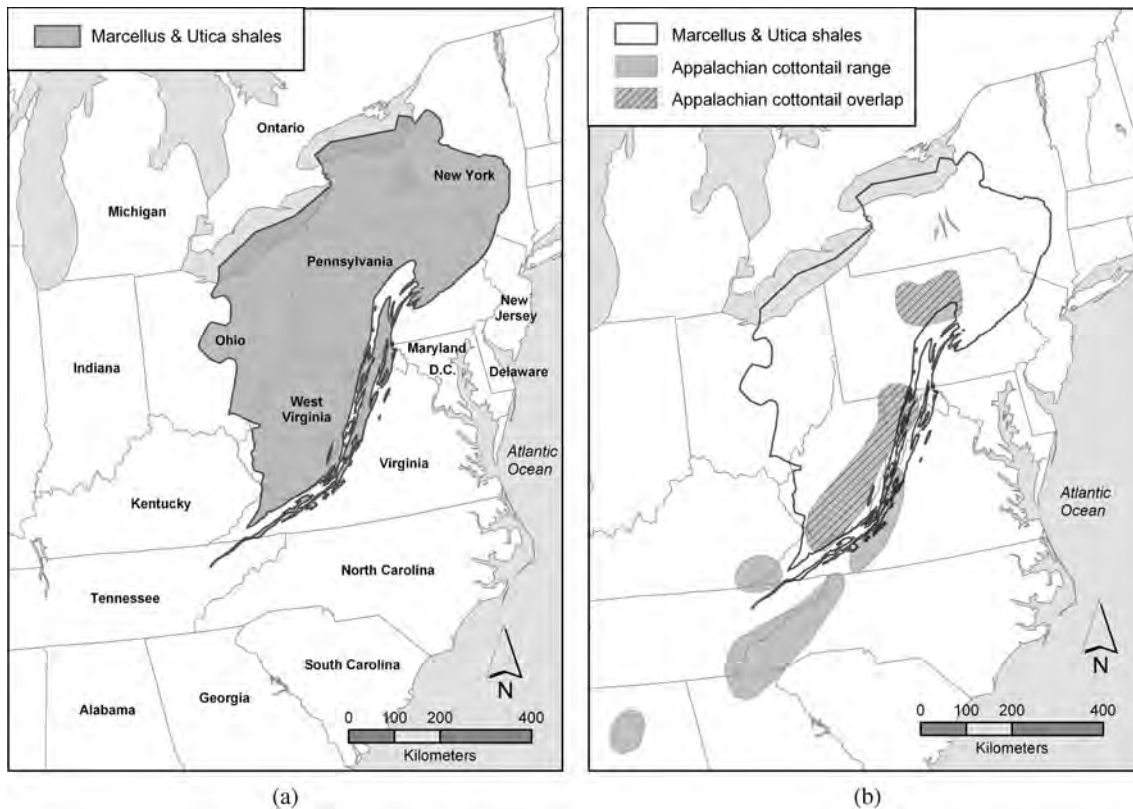 Marcellus & Utica shales
Ontario
New York
Michigan
Pennsylvania
New
Jersey
Ohio
Maryland
D.C.
Indiana
Delaware
West
Virginia
Atlantic
Ocean
Virginia
Kentucky
North Carolina
Tennessee
South Carolina
Georgia
Alabama
N
0 100 200 400
Kilometers
(a)
Marcellus & Utica shales
Appalachian cottontail range
Appalachian cottontail overlap
Atlantic
Ocean
N
0 100 200 400
Kilometers
(b)